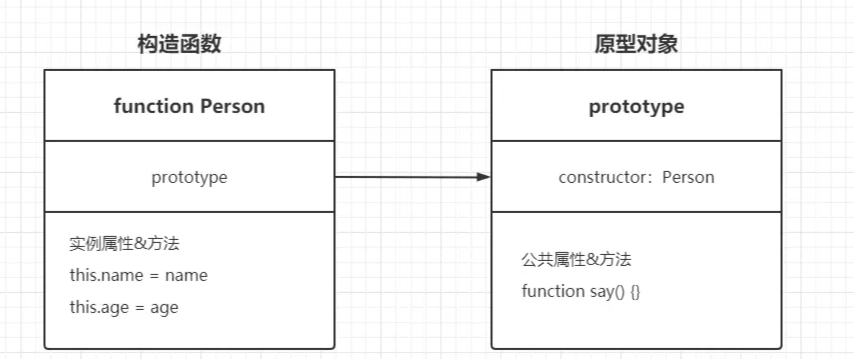 构造函数
原型对象
function Person
prototype
prototype
constructor：Person
实例属性&方法
this.name = name
this.age = age
公共属性&方法
function say() {}